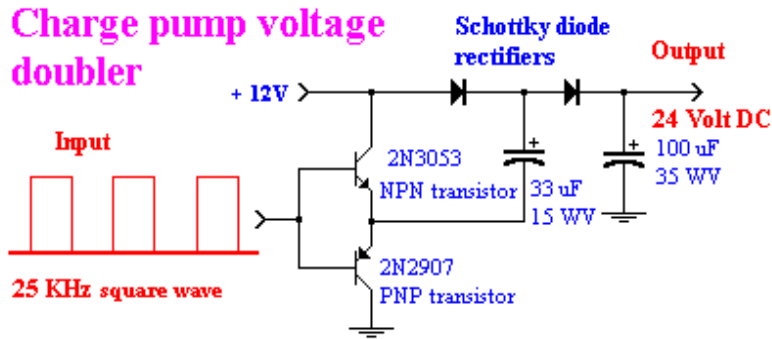 Charge pump voltage
doubler
Schottky diode
rectifiers
Output
+ 12V
24 Volt DC
Input
100 uF
35 WV
2N3053
NPN transistor
33 uF
15 WV
2N2907
PNP transistor
25 KHz square wave
+
+